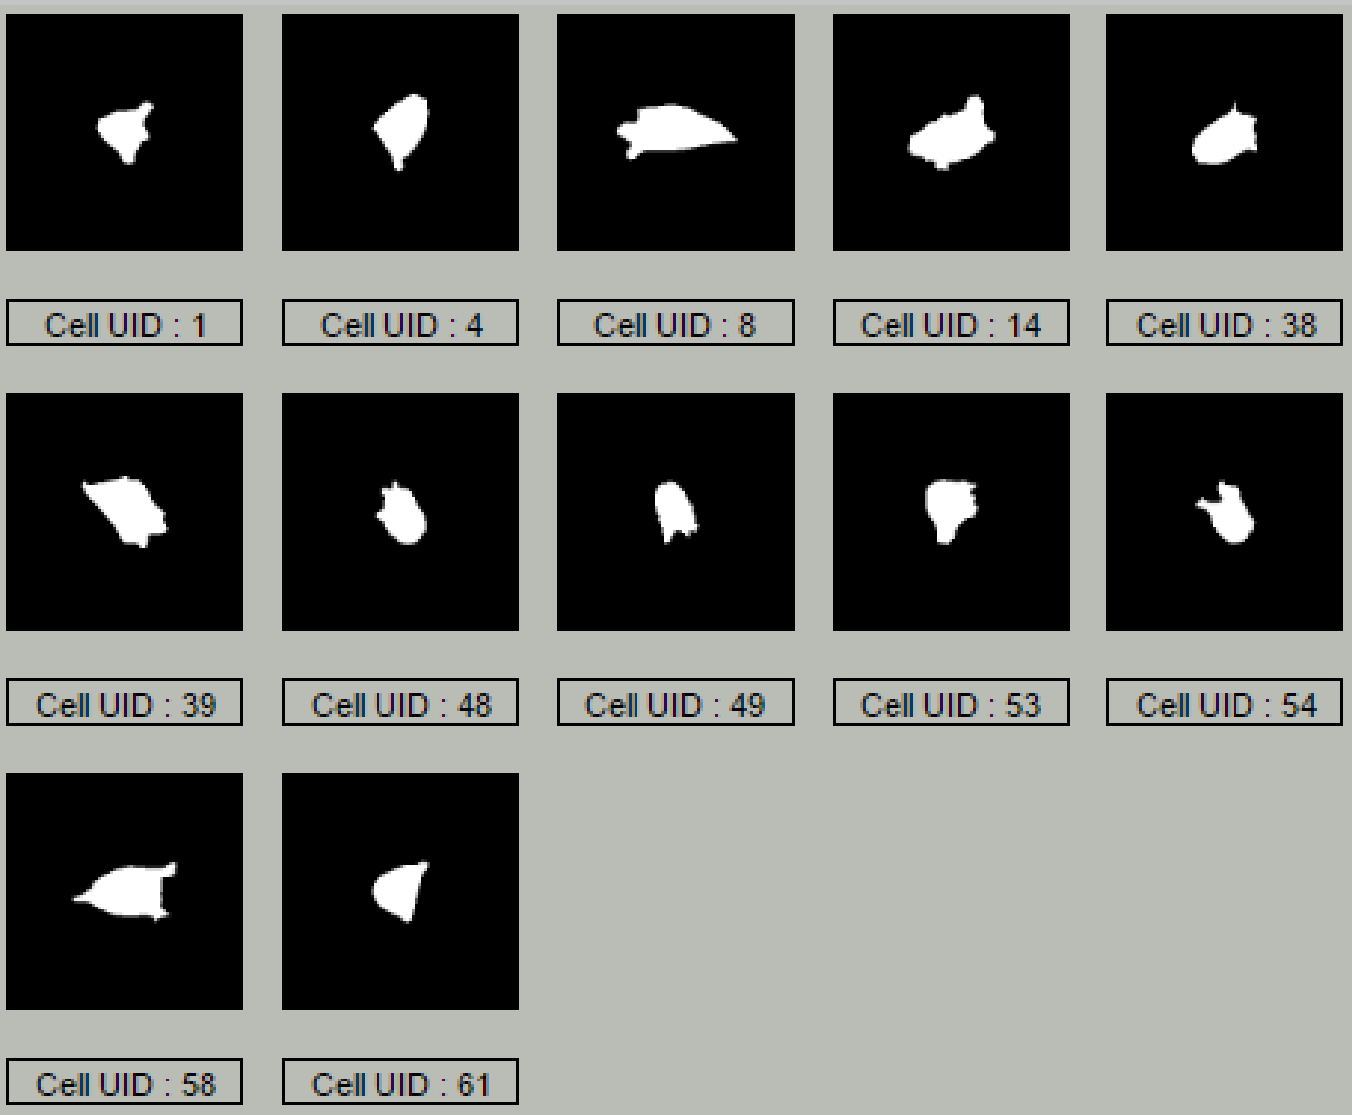 Cell UID : 1
Cell UID : 4
Cell UID : 8
Cell UID : 14
Cell UID : 38
Cell UID : 39
Cell UID : 48
Cell UID : 49
Cell UID : 53
Cell UID : 54
Cell UID : 58
Cell UID : 61